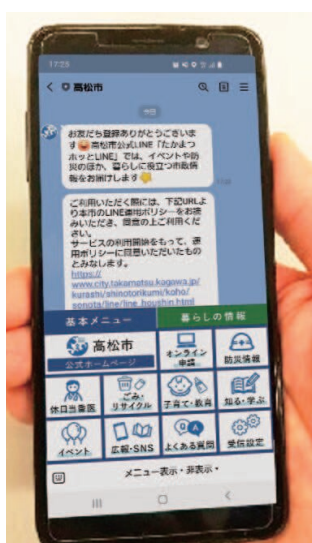 17:25
高松市
今日
お友だち登録ありがとうございま
す 高松市公式LINE「たかまつ
ホッとLINE」では、イベントや防
災のほか、暮らしに役立つ市政情
報をお届けします
ご利用いただく際には、下記URLよ
り本市のLINE運用ポリシーをお読
みいただき、同意の上ご利用くだ
さい。
サービスの利用開始をもって、運
用ポリシーに同意いただいたもの
とみなします。
https://
www.city.takamatsu.kagawa.jp/
kurashi/shinotorikumi/koho/
sonota/line/line_houshin.html
基本メニュー 暮らしの情報
高松市
公式ホームページ
オンライン
申請
防災情報
休日当番医
ごみ・
リサイクル
子育て・教育
知る・学ぶ
イベント
広報・SNS
よくある質問
受信設定
メニュー表示・非表示